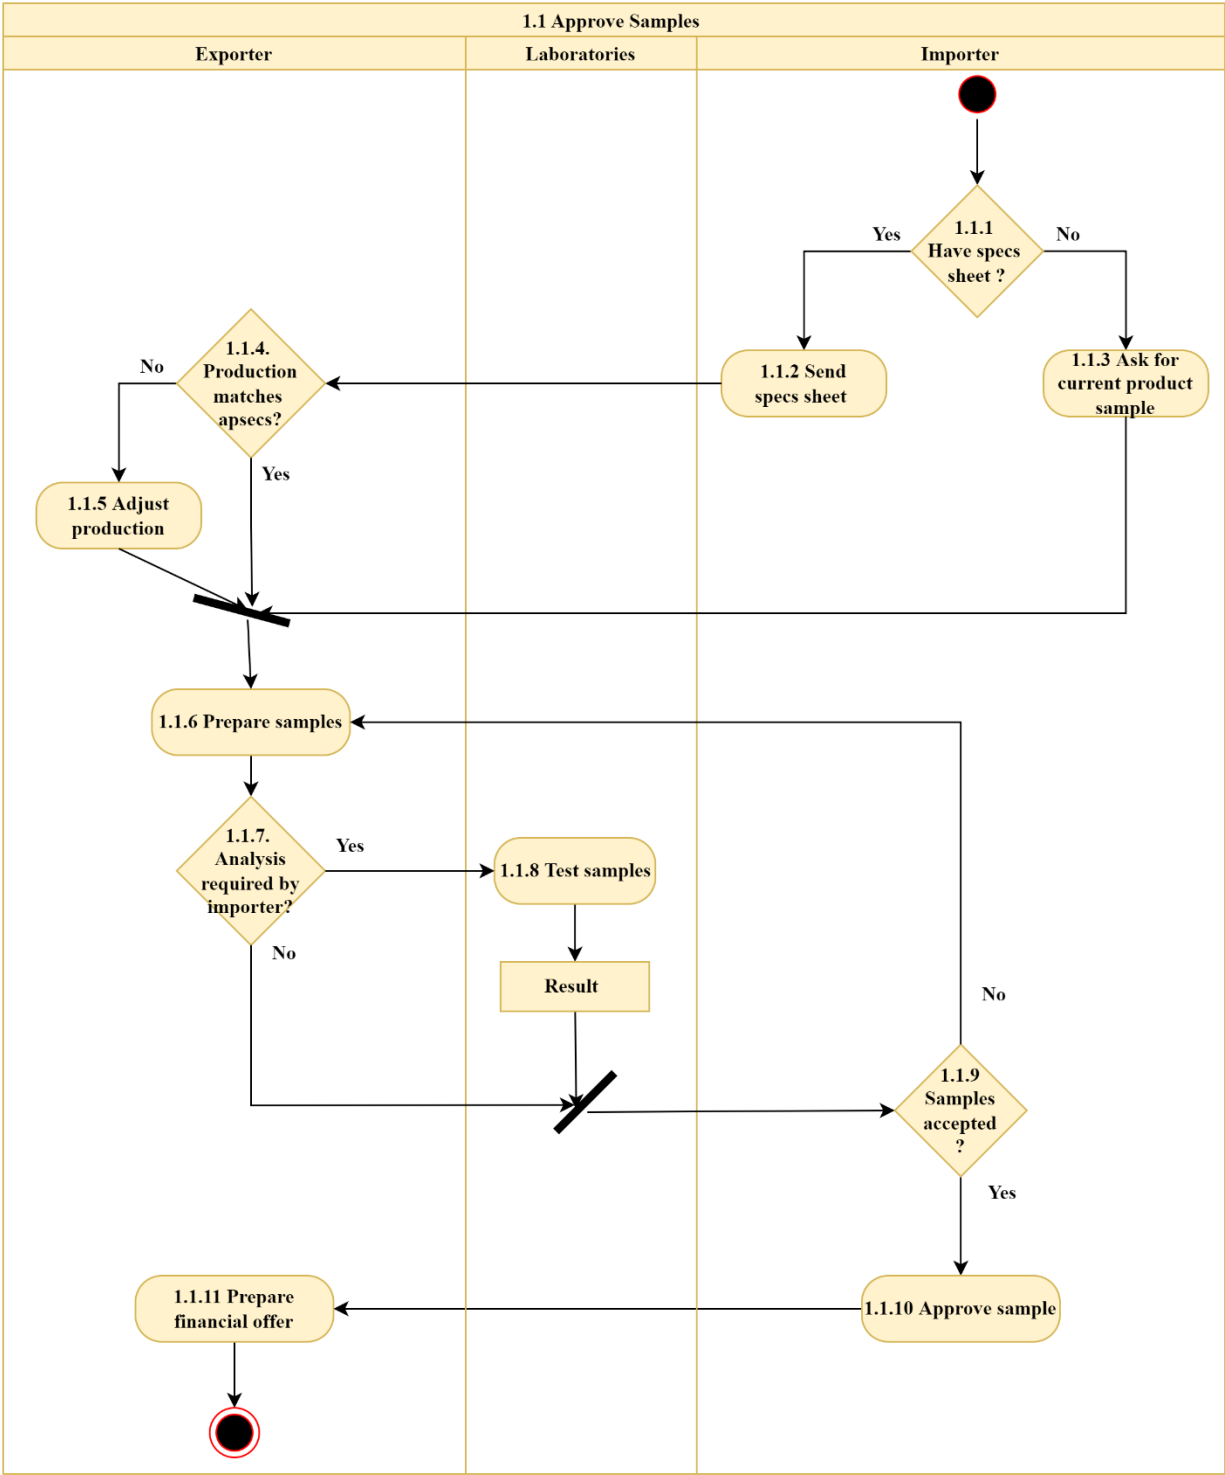 1.1 Approve Samples
Exporter
Laboratories
Importer
1.1.1
Have specs
sheet ?
Yes
No
1.1.2 Send
specs sheet
1.1.3 Ask for
current product
sample
1.1.4.
Production
matches
apsecs?
No
Yes
1.1.5 Adjust
production
1.1.6 Prepare samples
1.1.7.
Analysis
required by
importer?
Yes
No
1.1.8 Test samples
Result
No
1.1.9
Samples
accepted
?
Yes
1.1.10 Approve sample
1.1.11 Prepare
financial offer